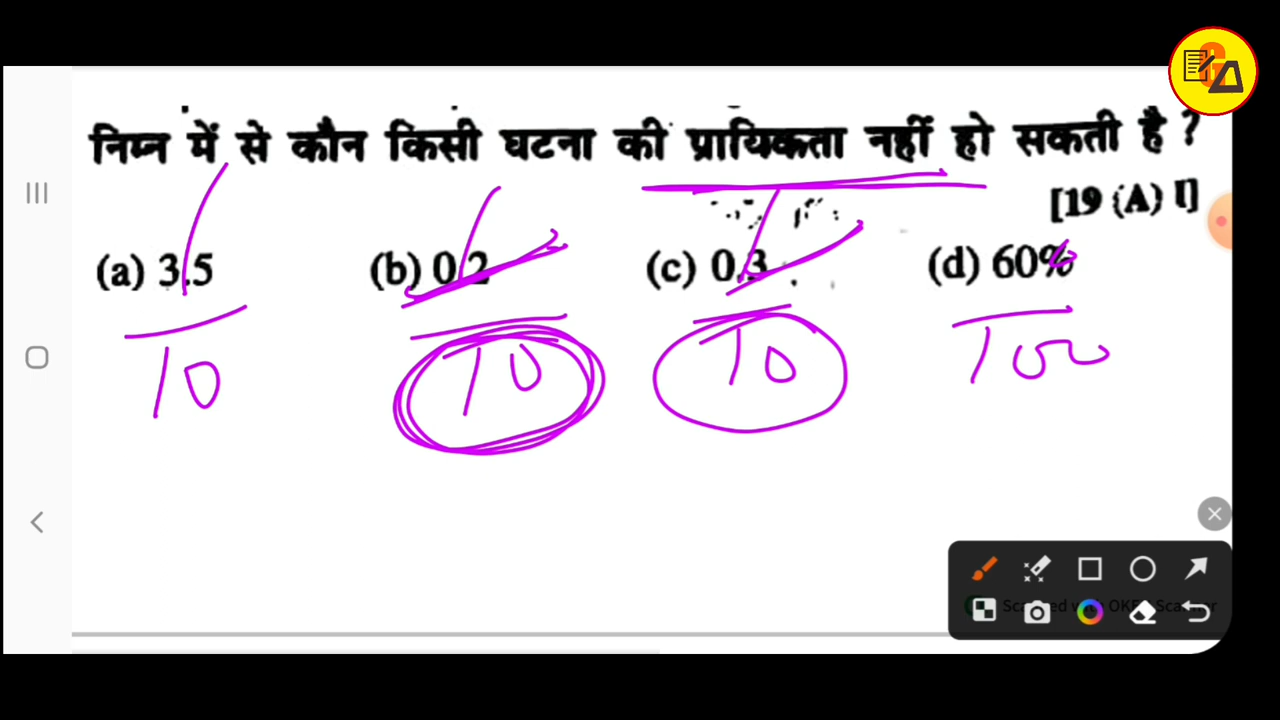 निम्न में से कौन किसी घटना की प्रायिकता नहीं हो सकती है ?
[19 (A) I]
(a) 3.5 (b) 0.2 (c) 0.3 (d) 60%
10 10 10 100